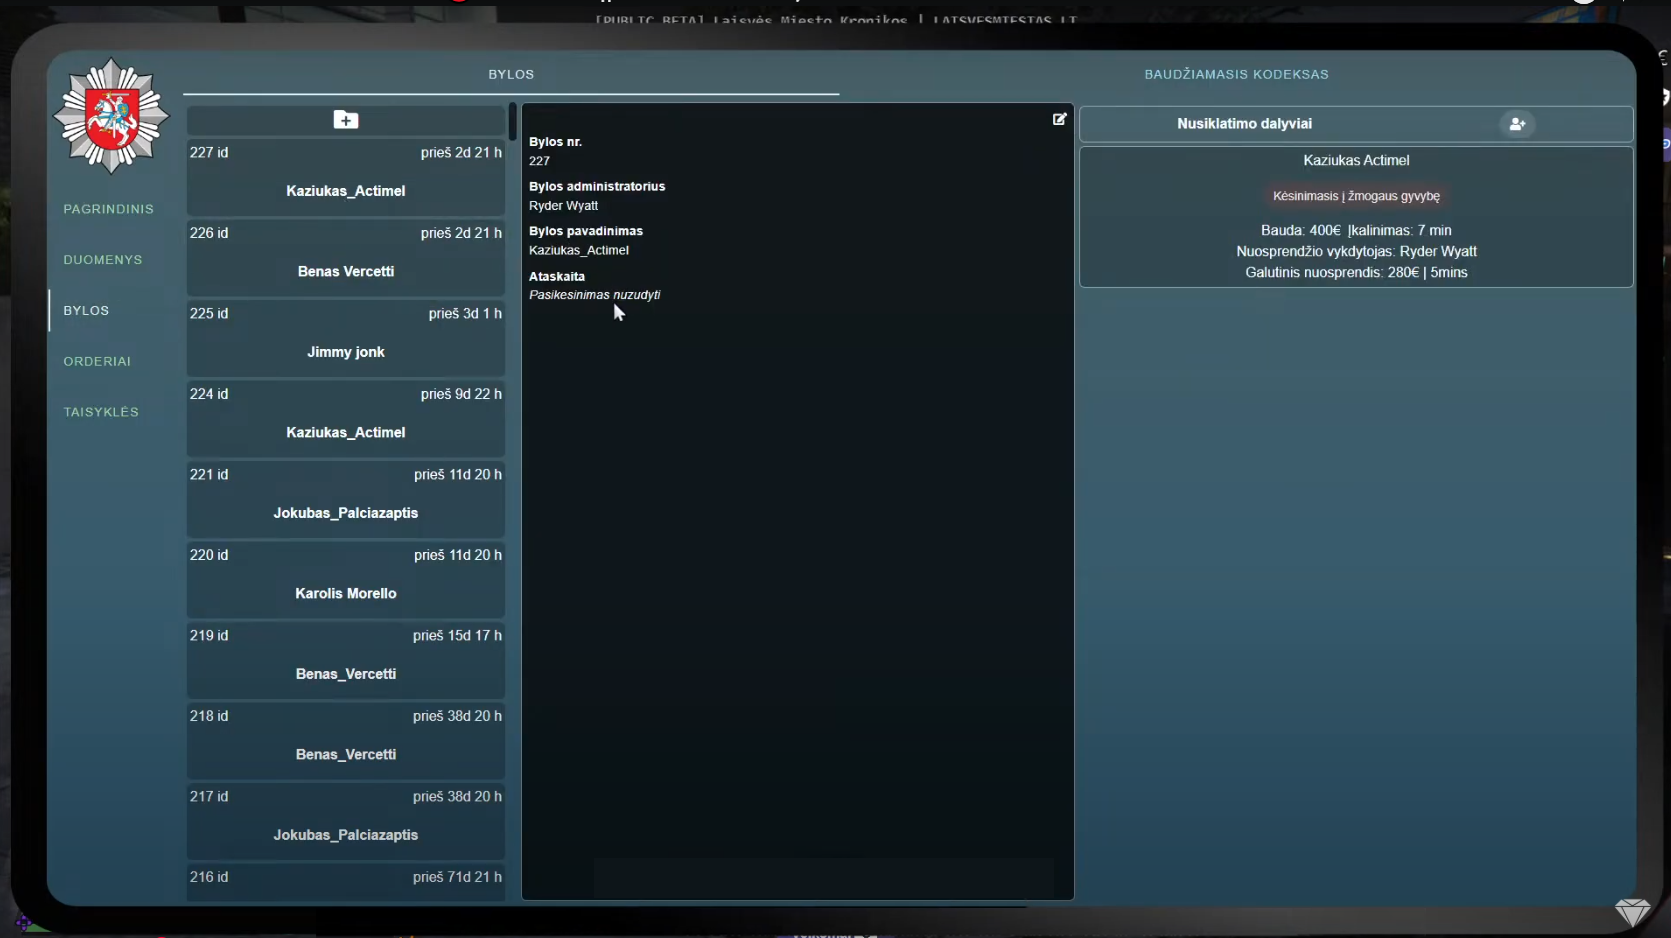 [PUBLIC BETA] Laisvės Miesto Kronikos | LAISVESMIESTAS.LT
BYLOS
BAUDŽIAMASIS KODEKSAS
PAGRINDINIS
DUOMENYS
BYLOS
ORDERIAI
TAISYKLĖS
227 id prieš 2d 21 h
Kaziukas_Actimel
226 id prieš 2d 21 h
Benas Vercetti
225 id prieš 3d 1 h
Jimmy jonk
224 id prieš 9d 22 h
Kaziukas_Actimel
221 id prieš 11d 20 h
Jokubas_Palciazaptis
220 id prieš 11d 20 h
Karolis Morello
219 id prieš 15d 17 h
Benas_Vercetti
218 id prieš 38d 20 h
Benas_Vercetti
217 id prieš 38d 20 h
Jokubas_Palciazaptis
216 id prieš 71d 21 h
Bylos nr.
227
Bylos administratorius
Ryder Wyatt
Bylos pavadinimas
Kaziukas_Actimel
Ataskaita
Pasikesinimas nuzudyti
Nusiklatimo dalyviai
Kaziukas Actimel
Kėsinimasis į žmogaus gyvybę
Bauda: 400€ Įkalinimas: 7 min
Nuosprendžio vykdytojas: Ryder Wyatt
Galutinis nuosprendis: 280€ | 5mins